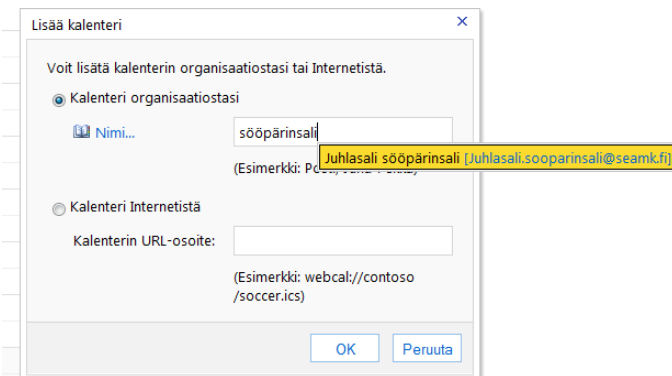 Lisää kalenteri
Voit lisätä kalenterin organisaatiostasi tai Internetistä.
Kalenteri organisaatiostasi
Nimi... sööpärinsali
Juhlasali sööpärinsali [Juhlasali.sooparinsali@seamk.fi]
(Esimerkki:
Kalenteri Internetistä
Kalenterin URL-osoite:
(Esimerkki: webcal://contoso
/soccer.ics)
OK Peruuta